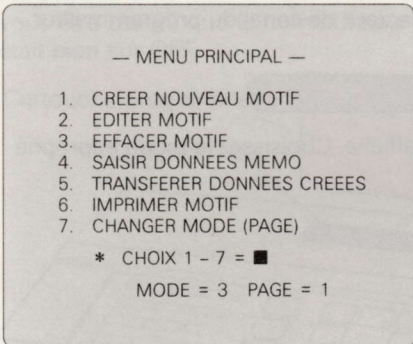 — MENU PRINCIPAL —
1. CREER NOUVEAU MOTIF
2. EDITER MOTIF
3. EFFACER MOTIF
4. SAISIR DONNEES MEMO
5. TRANSFERER DONNEES CREEES
6. IMPRIMER MOTIF
7. CHANGER MODE (PAGE)
* CHOIX 1 – 7 = ■
MODE = 3 PAGE = 1